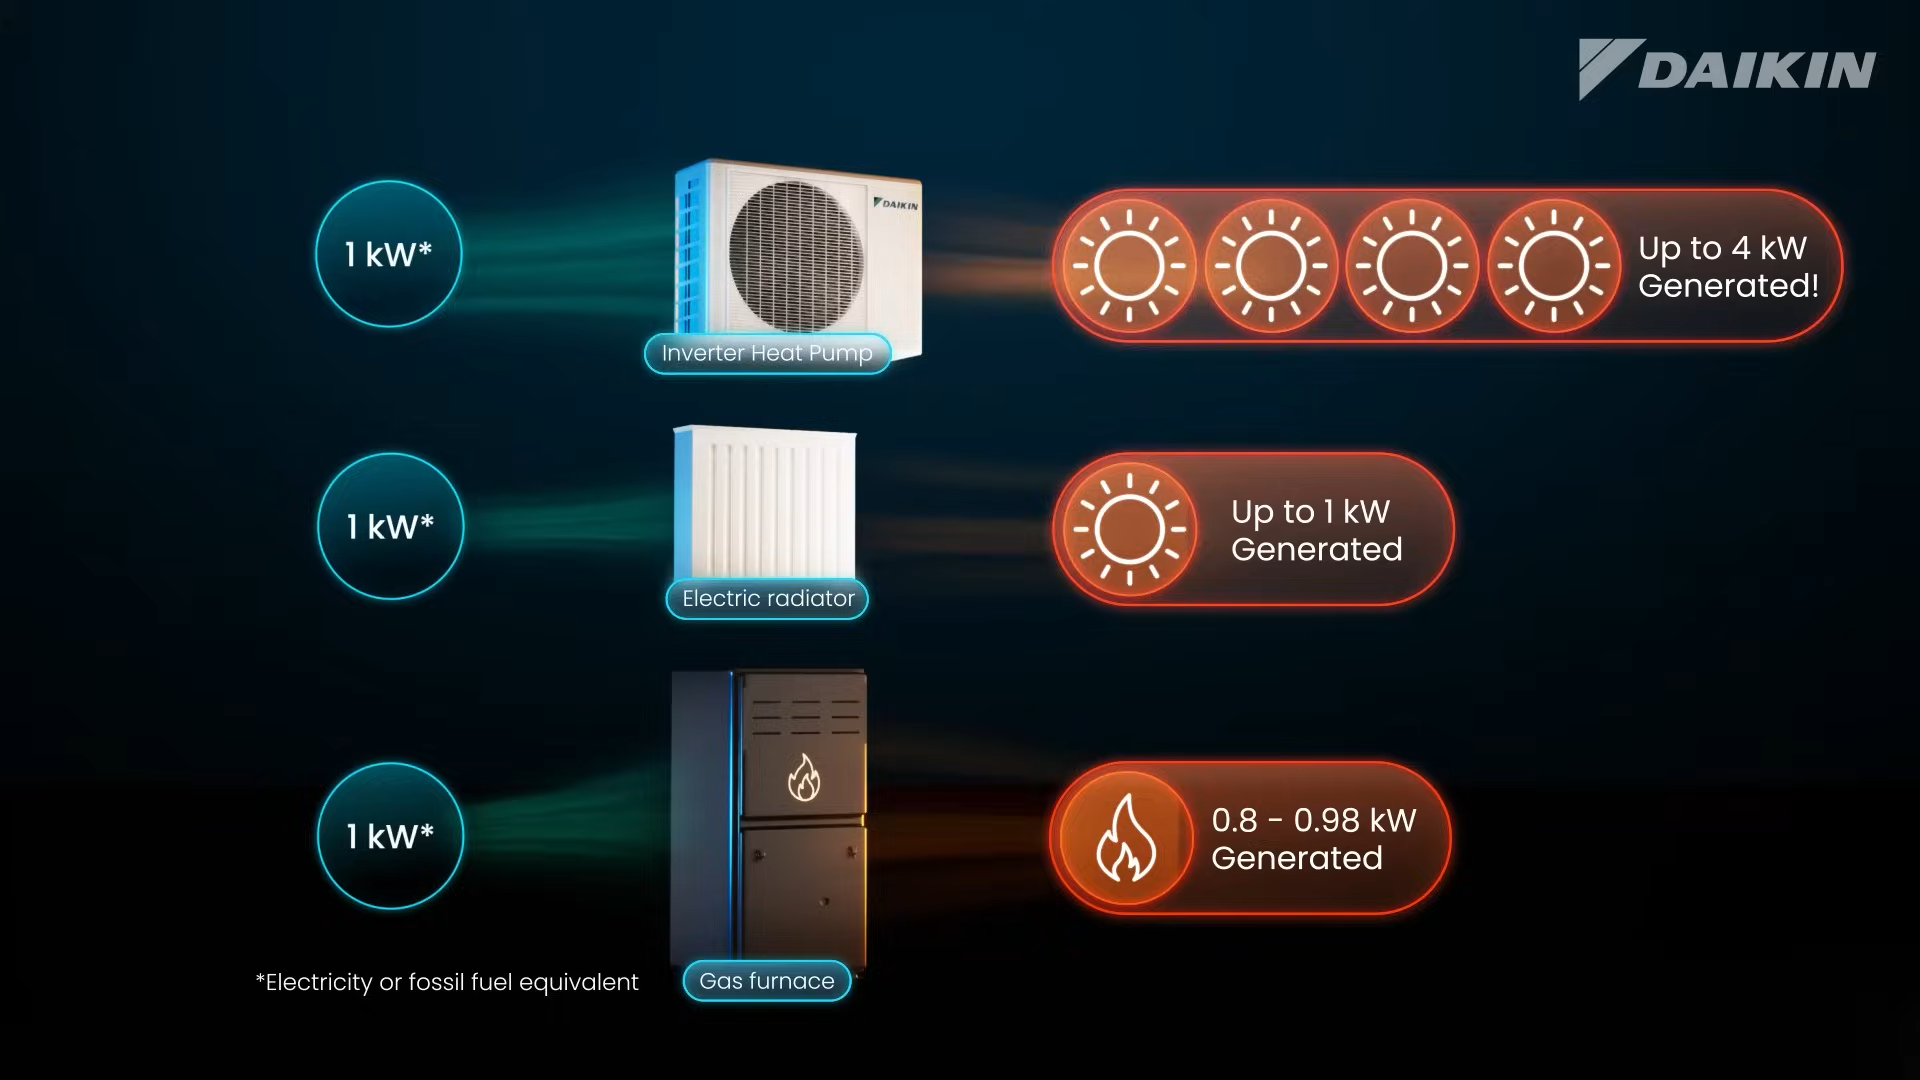 DAIKIN
1 kW*
DAIKIN
Inverter Heat Pump
Up to 4 kW
Generated!
1 kW*
Electric radiator
Up to 1 kW
Generated
1 kW*
0.8 - 0.98 kW
Generated
*Electricity or fossil fuel equivalent
Gas furnace